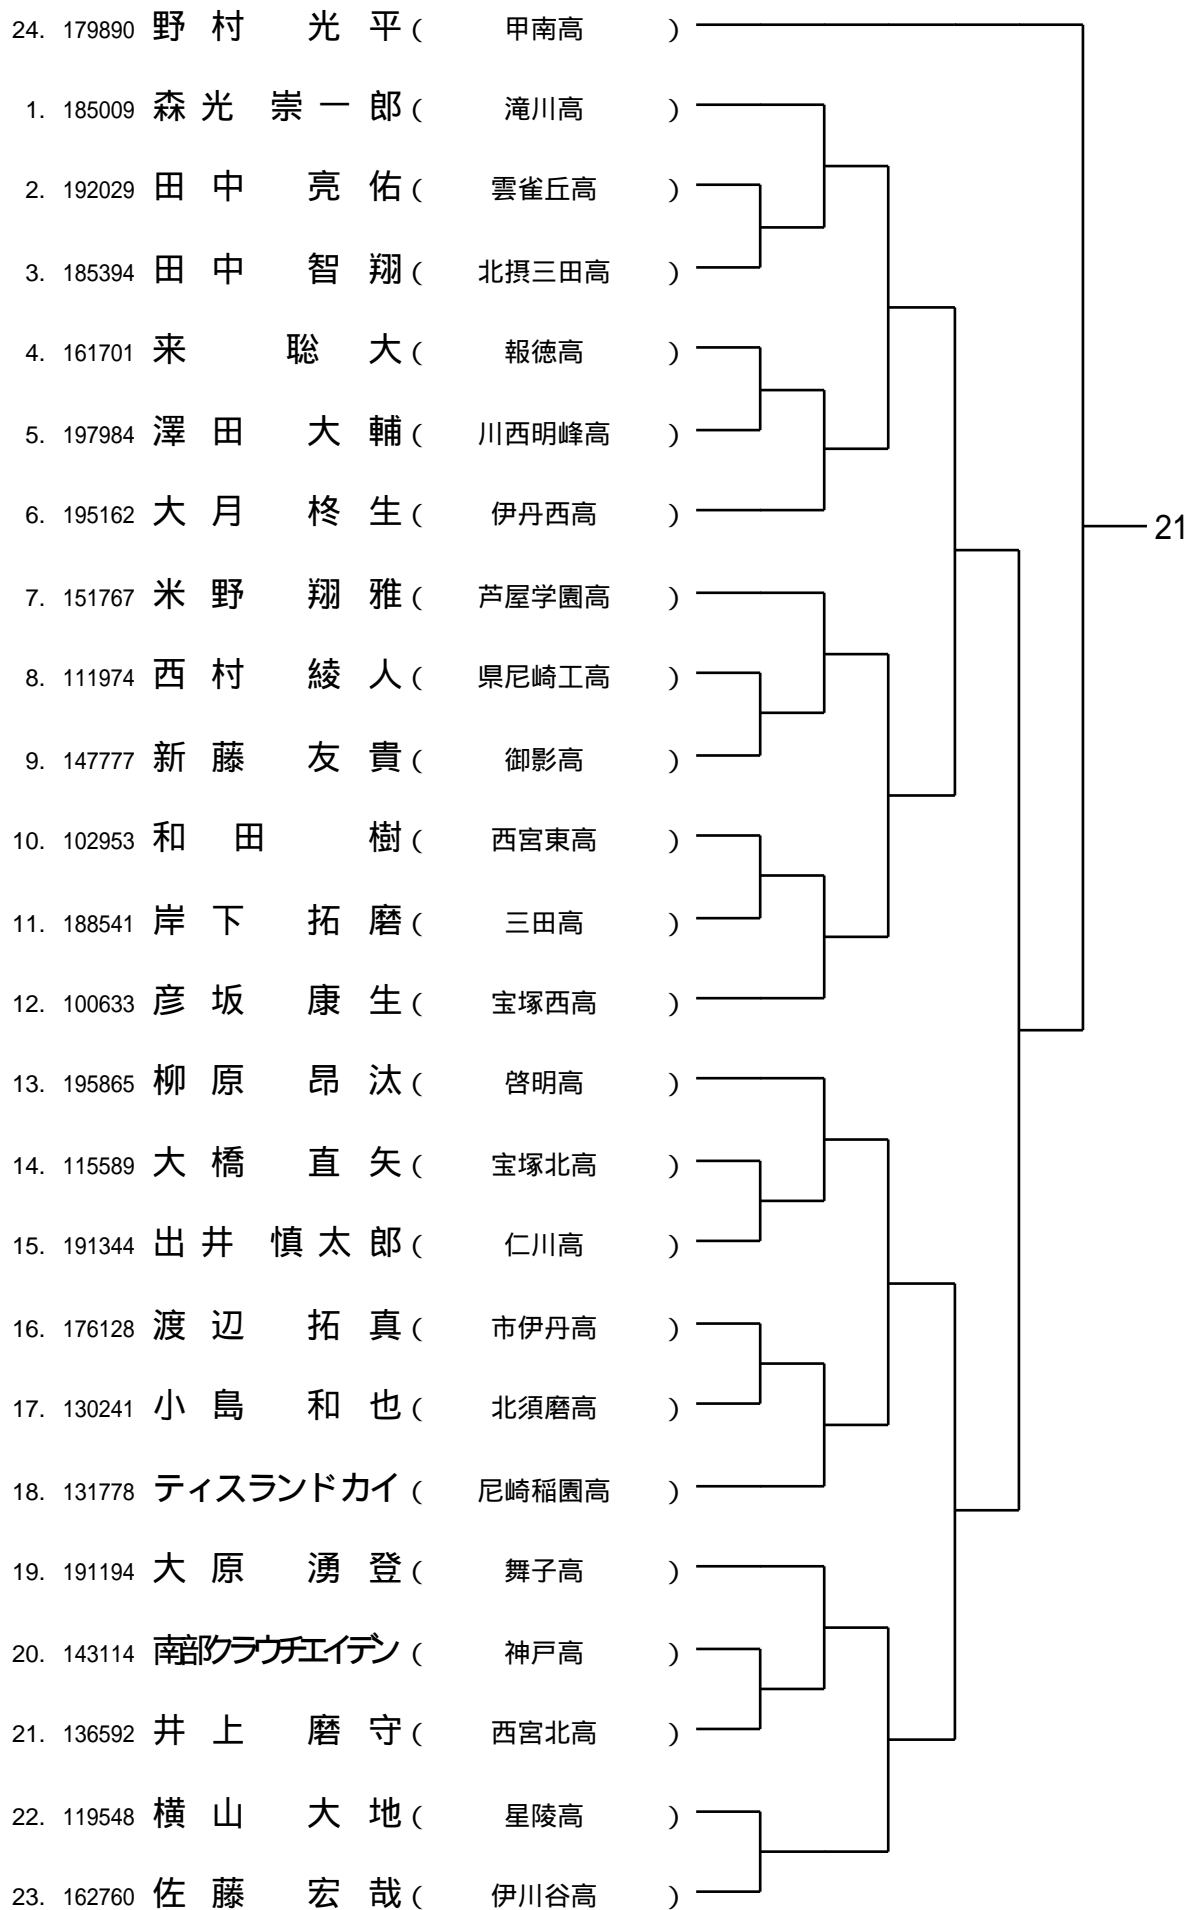 24. 179890 野村 光平 ( 甲南高 )
1. 185009 森光 崇一郎 ( 滝川高 )
2. 192029 田中 亮佑 ( 雲雀丘高 )
3. 185394 田中 智翔 ( 北摂三田高 )
4. 161701 来 聡大 ( 報徳高 )
5. 197984 澤田 大輔 ( 川西明峰高 )
6. 195162 大月 柊生 ( 伊丹西高 )
21
7. 151767 米野 翔雅 ( 芦屋学園高 )
8. 111974 西村 綾人 ( 県尼崎工高 )
9. 147777 新藤 友貴 ( 御影高 )
10. 102953 和田 樹 ( 西宮東高 )
11. 188541 岸下 拓磨 ( 三田高 )
12. 100633 彦坂 康生 ( 宝塚西高 )
13. 195865 柳原 昂汰 ( 啓明高 )
14. 115589 大橋 直矢 ( 宝塚北高 )
15. 191344 出井 慎太郎 ( 仁川高 )
16. 176128 渡辺 拓真 ( 市伊丹高 )
17. 130241 小島 和也 ( 北須磨高 )
18. 131778 ティスランドカイ ( 尼崎稲園高 )
19. 191194 大原 湧登 ( 舞子高 )
20. 143114 南部クラウチエイデン ( 神戸高 )
21. 136592 井上 磨守 ( 西宮北高 )
22. 119548 横山 大地 ( 星陵高 )
23. 162760 佐藤 宏哉 ( 伊川谷高 )